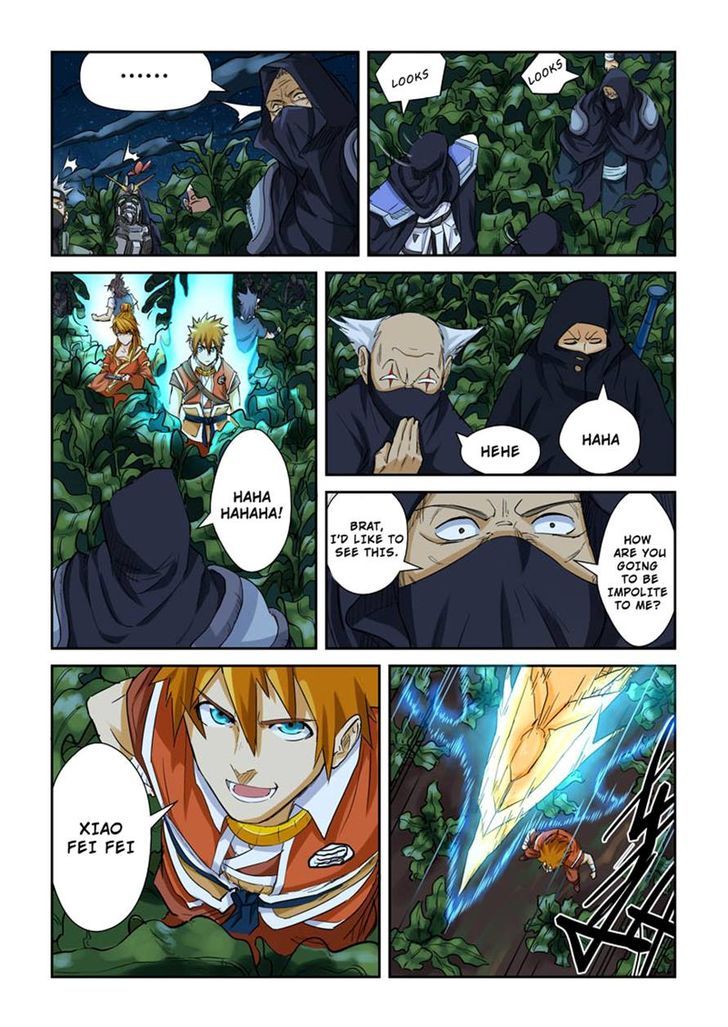 ......
LOOKS
LOOKS
HAHA
HAHAHA!
HEHE
HAHA
BRAT,
I'D LIKE TO
SEE THIS.
HOW
ARE YOU
GOING
TO BE
IMPOLITE
TO ME?
XIAO
FEI FEI